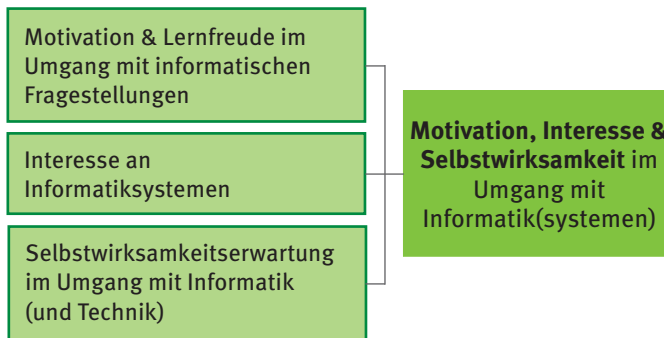 Motivation & Lernfreude im
Umgang mit informatischen
Fragestellungen
Interesse an
Informatiksystemen
Selbstwirksamkeitserwartung
im Umgang mit Informatik
(und Technik)
Motivation, Interesse &
Selbstwirksamkeit im
Umgang mit
Informatik(systemen)